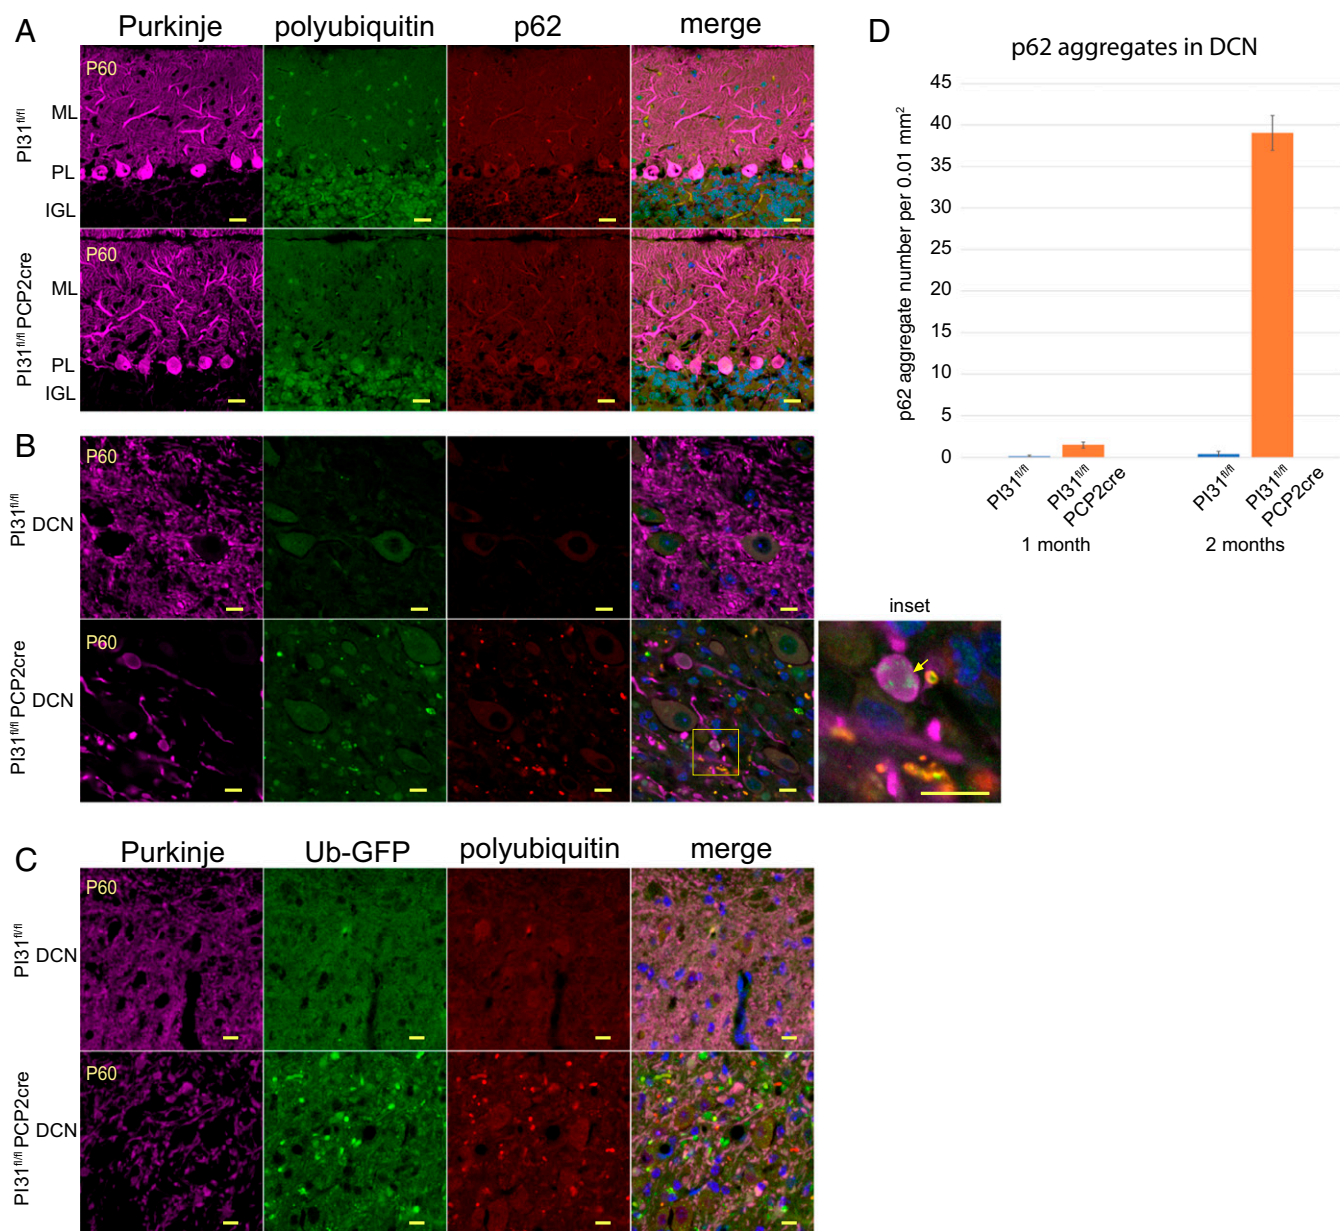 A
Purkinje polyubiquitin p62 merge
PI31fl/fl
P60
ML
PL
IGL
PI31fl/fl PCP2cre
P60
ML
PL
IGL
B
PI31fl/fl
DCN
P60
PI31fl/fl PCP2cre
DCN
P60
inset
C
Purkinje Ub-GFP polyubiquitin merge
PI31fl/fl
DCN
P60
PI31fl/fl PCP2cre
DCN
P60
D
p62 aggregates in DCN
p62 aggregate number per 0.01 mm²
45
40
35
30
25
20
15
10
5
0
PI31fl/fl
PI31fl/fl
PCP2cre
PI31fl/fl
PI31fl/fl
PCP2cre
1 month
2 months